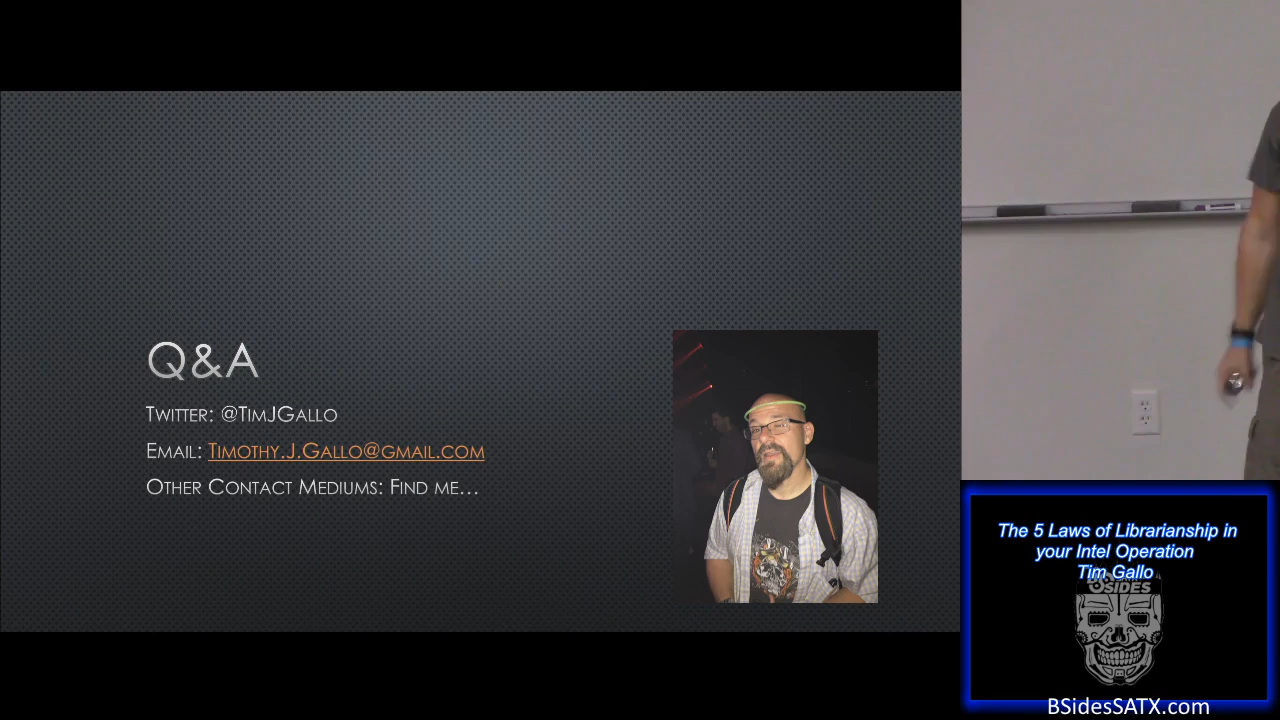 Q&A
Twitter: @TimJGallo
Email: Timothy.J.Gallo@gmail.com
Other Contact Mediums: Find me…
The 5 Laws of Librarianship in
your Intel Operation
Tim Gallo
BSIDES
BSidesSATX.com